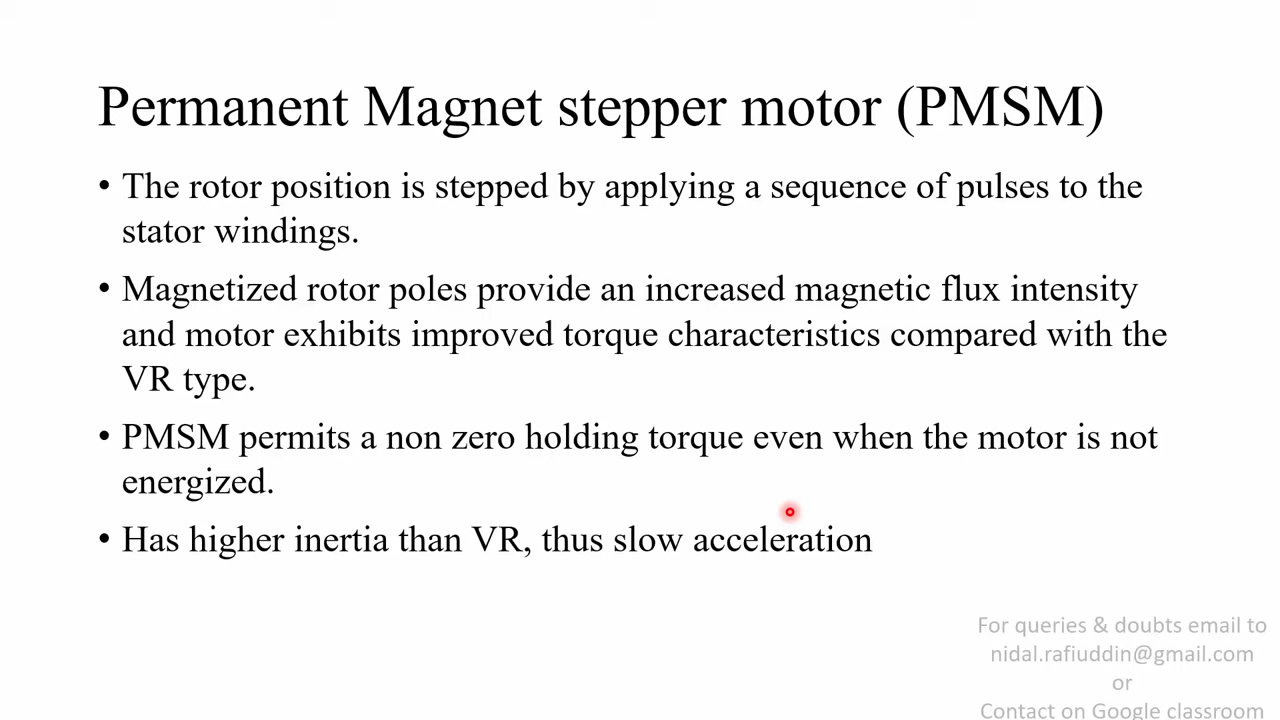 Permanent Magnet stepper motor (PMSM)
• The rotor position is stepped by applying a sequence of pulses to the
stator windings.
• Magnetized rotor poles provide an increased magnetic flux intensity
and motor exhibits improved torque characteristics compared with the
VR type.
• PMSM permits a non zero holding torque even when the motor is not
energized.
• Has higher inertia than VR, thus slow acceleration
For queries & doubts email to
nidal.rafiuddin@gmail.com
or
Contact on Google classroom